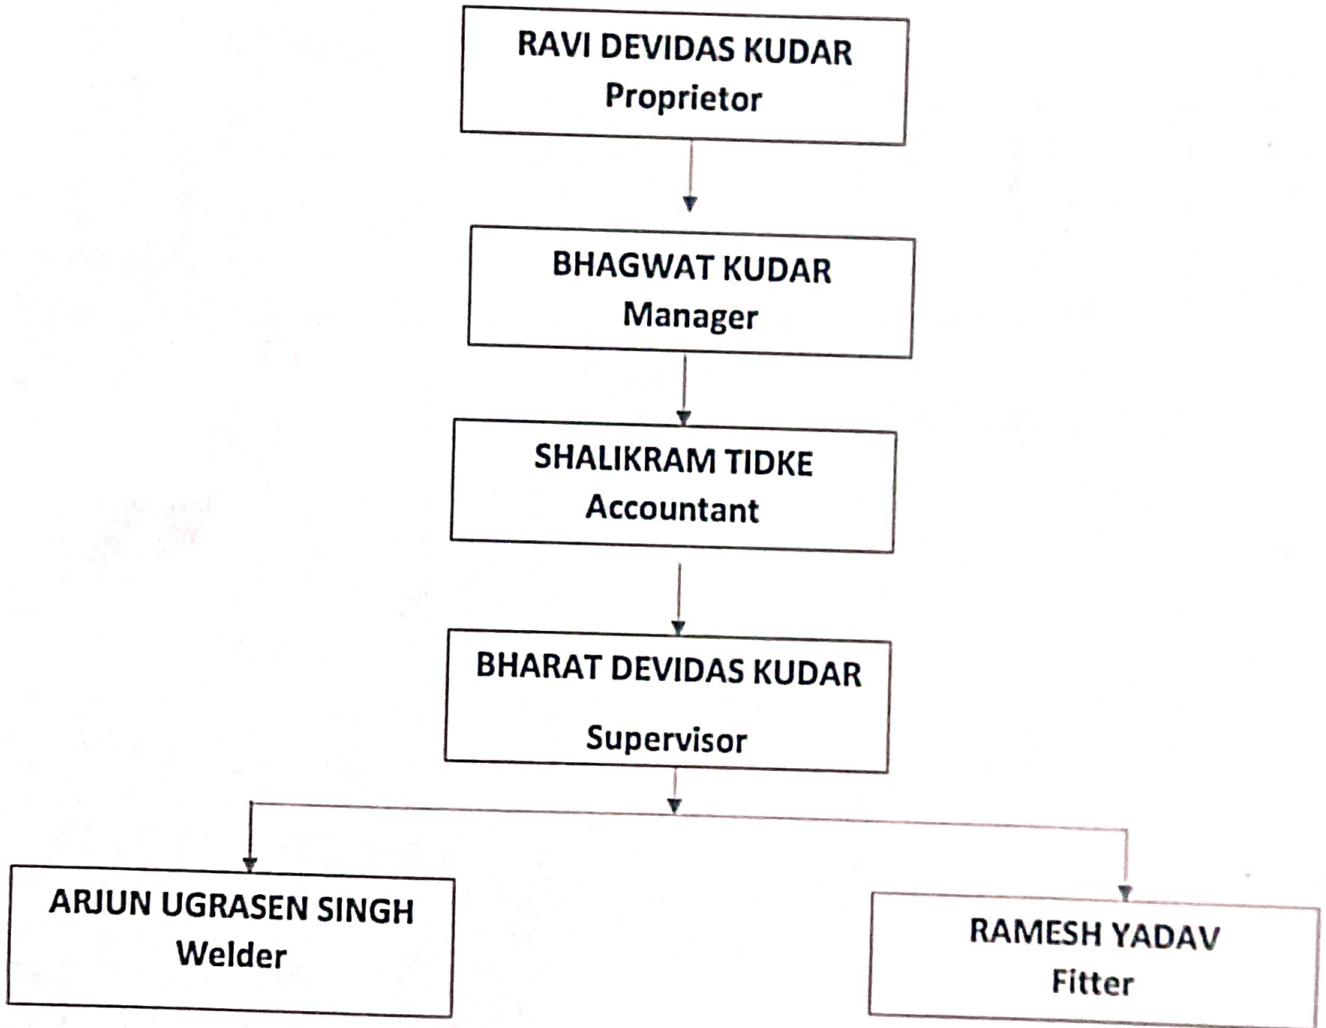 RAVI DEVIDAS KUDAR
Proprietor
BHAGWAT KUDAR
Manager
SHALIKRAM TIDKE
Accountant
BHARAT DEVIDAS KUDAR
Supervisor
ARJUN UGRASEN SINGH
Welder
RAMESH YADAV
Fitter